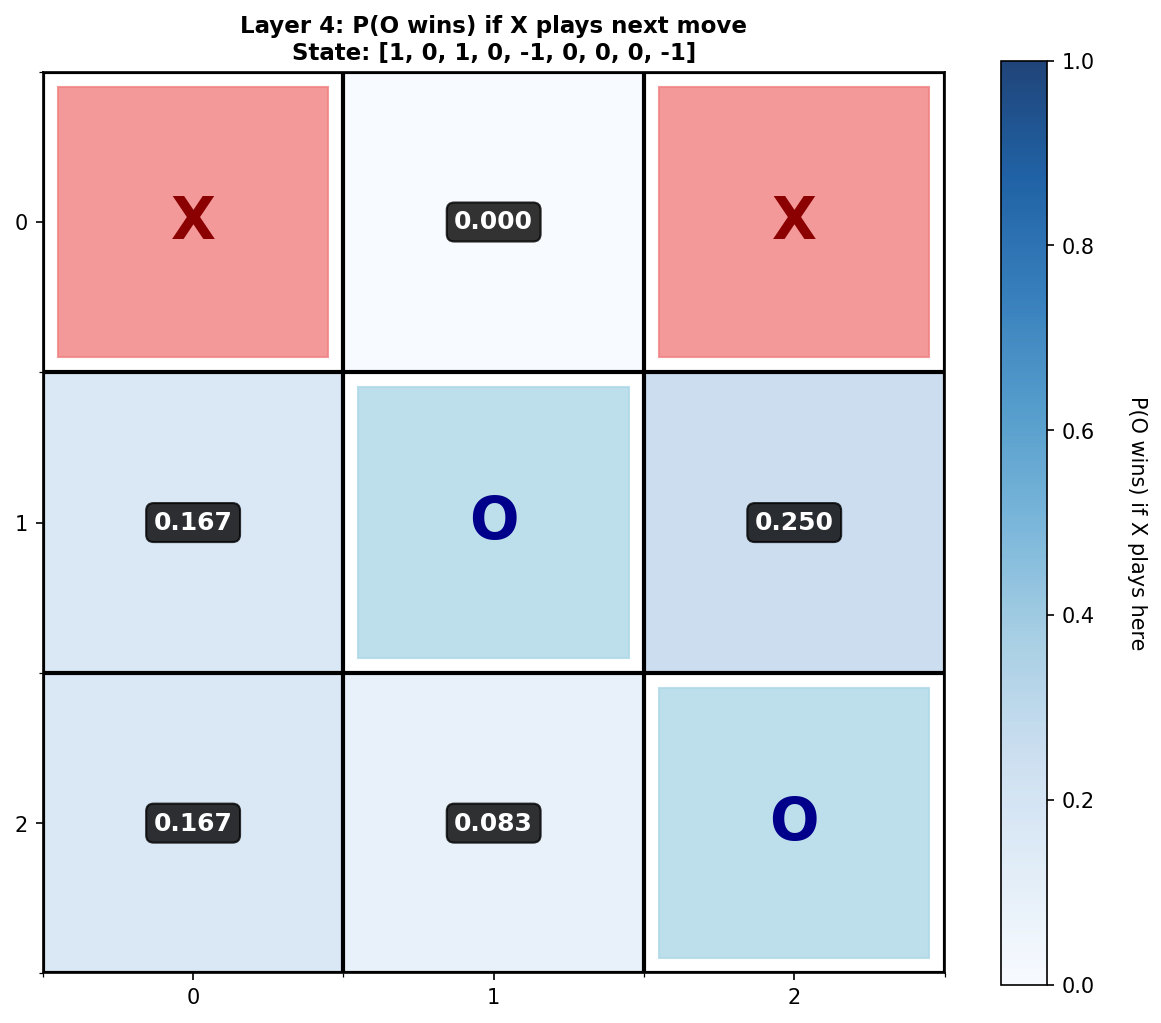 Layer 4: P(O wins) if X plays next move
State: [1, 0, 1, 0, -1, 0, 0, 0, -1]
0
X
0.000
X
1
0.167
O
0.250
2
0.167
0.083
O
0
1
2
1.0
0.8
0.6
0.4
0.2
0.0
P(O wins) if X plays here